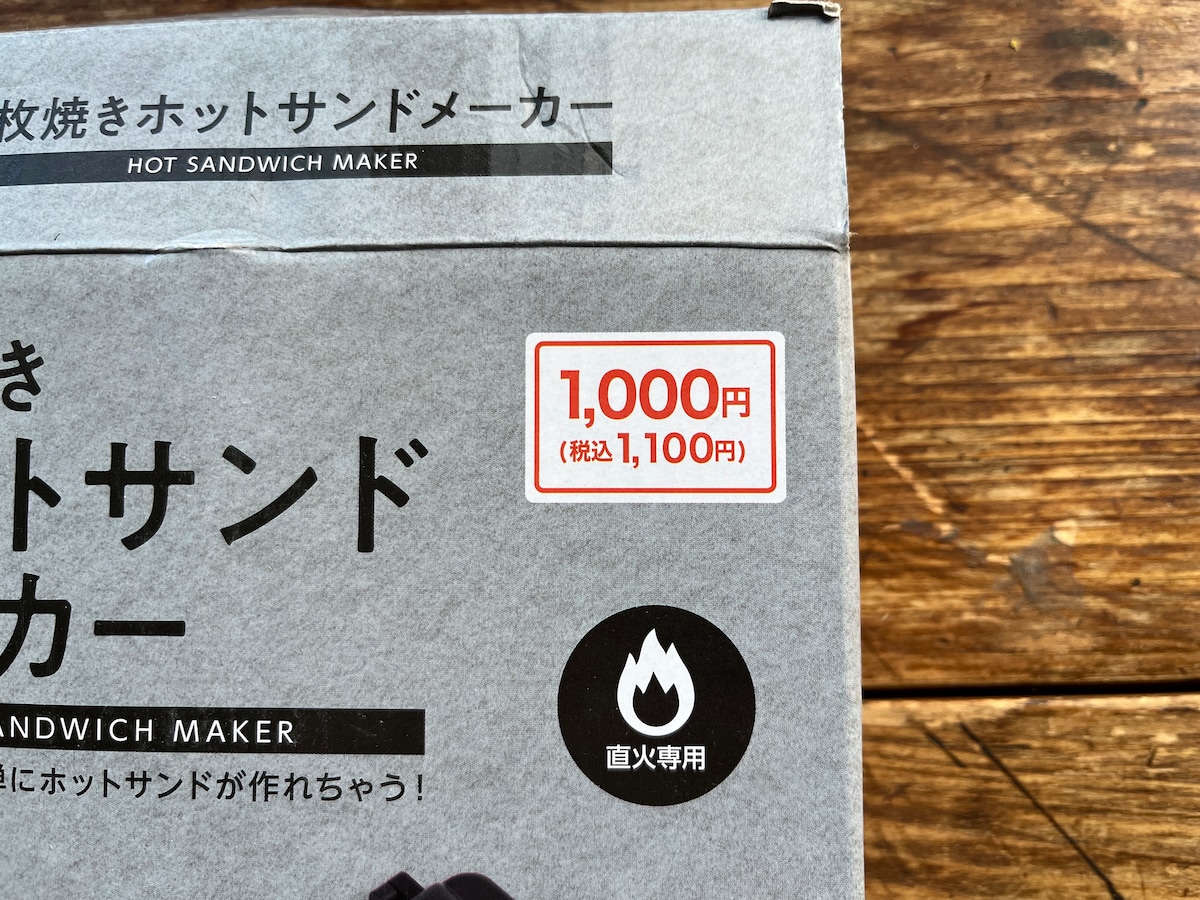 枚焼きホットサンドメーカー
HOT SANDWICH MAKER
き
トサンド
カー
ANDWICH MAKER
単にホットサンドが作れちゃう!
1,000円
(税込1,100円)
直火専用